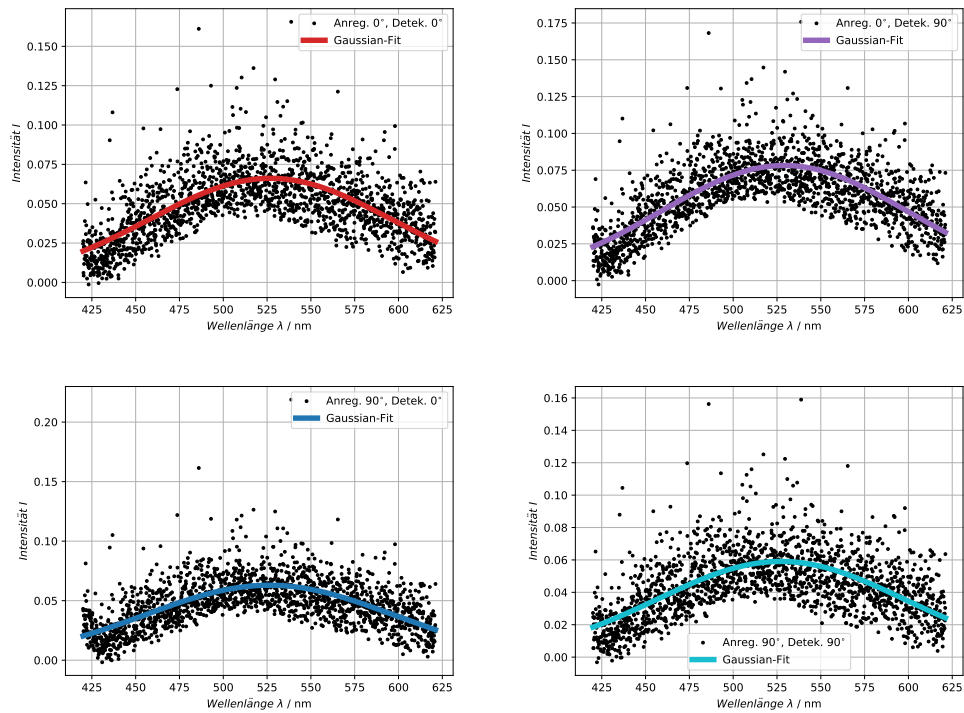 Anreg. 0°, Detek. 0°
Gaussian-Fit
0.150
0.125
0.100
0.075
0.050
0.025
0.000
Intensität I
425 450 475 500 525 550 575 600 625
Wellenlänge λ / nm
Anreg. 0°, Detek. 90°
Gaussian-Fit
0.175
0.150
0.125
0.100
0.075
0.050
0.025
0.000
Intensität I
425 450 475 500 525 550 575 600 625
Wellenlänge λ / nm
Anreg. 90°, Detek. 0°
Gaussian-Fit
0.20
0.15
0.10
0.05
0.00
Intensität I
425 450 475 500 525 550 575 600 625
Wellenlänge λ / nm
0.16
0.14
0.12
0.10
0.08
0.06
0.04
0.02
0.00
Intensität I
Anreg. 90°, Detek. 90°
Gaussian-Fit
425 450 475 500 525 550 575 600 625
Wellenlänge λ / nm